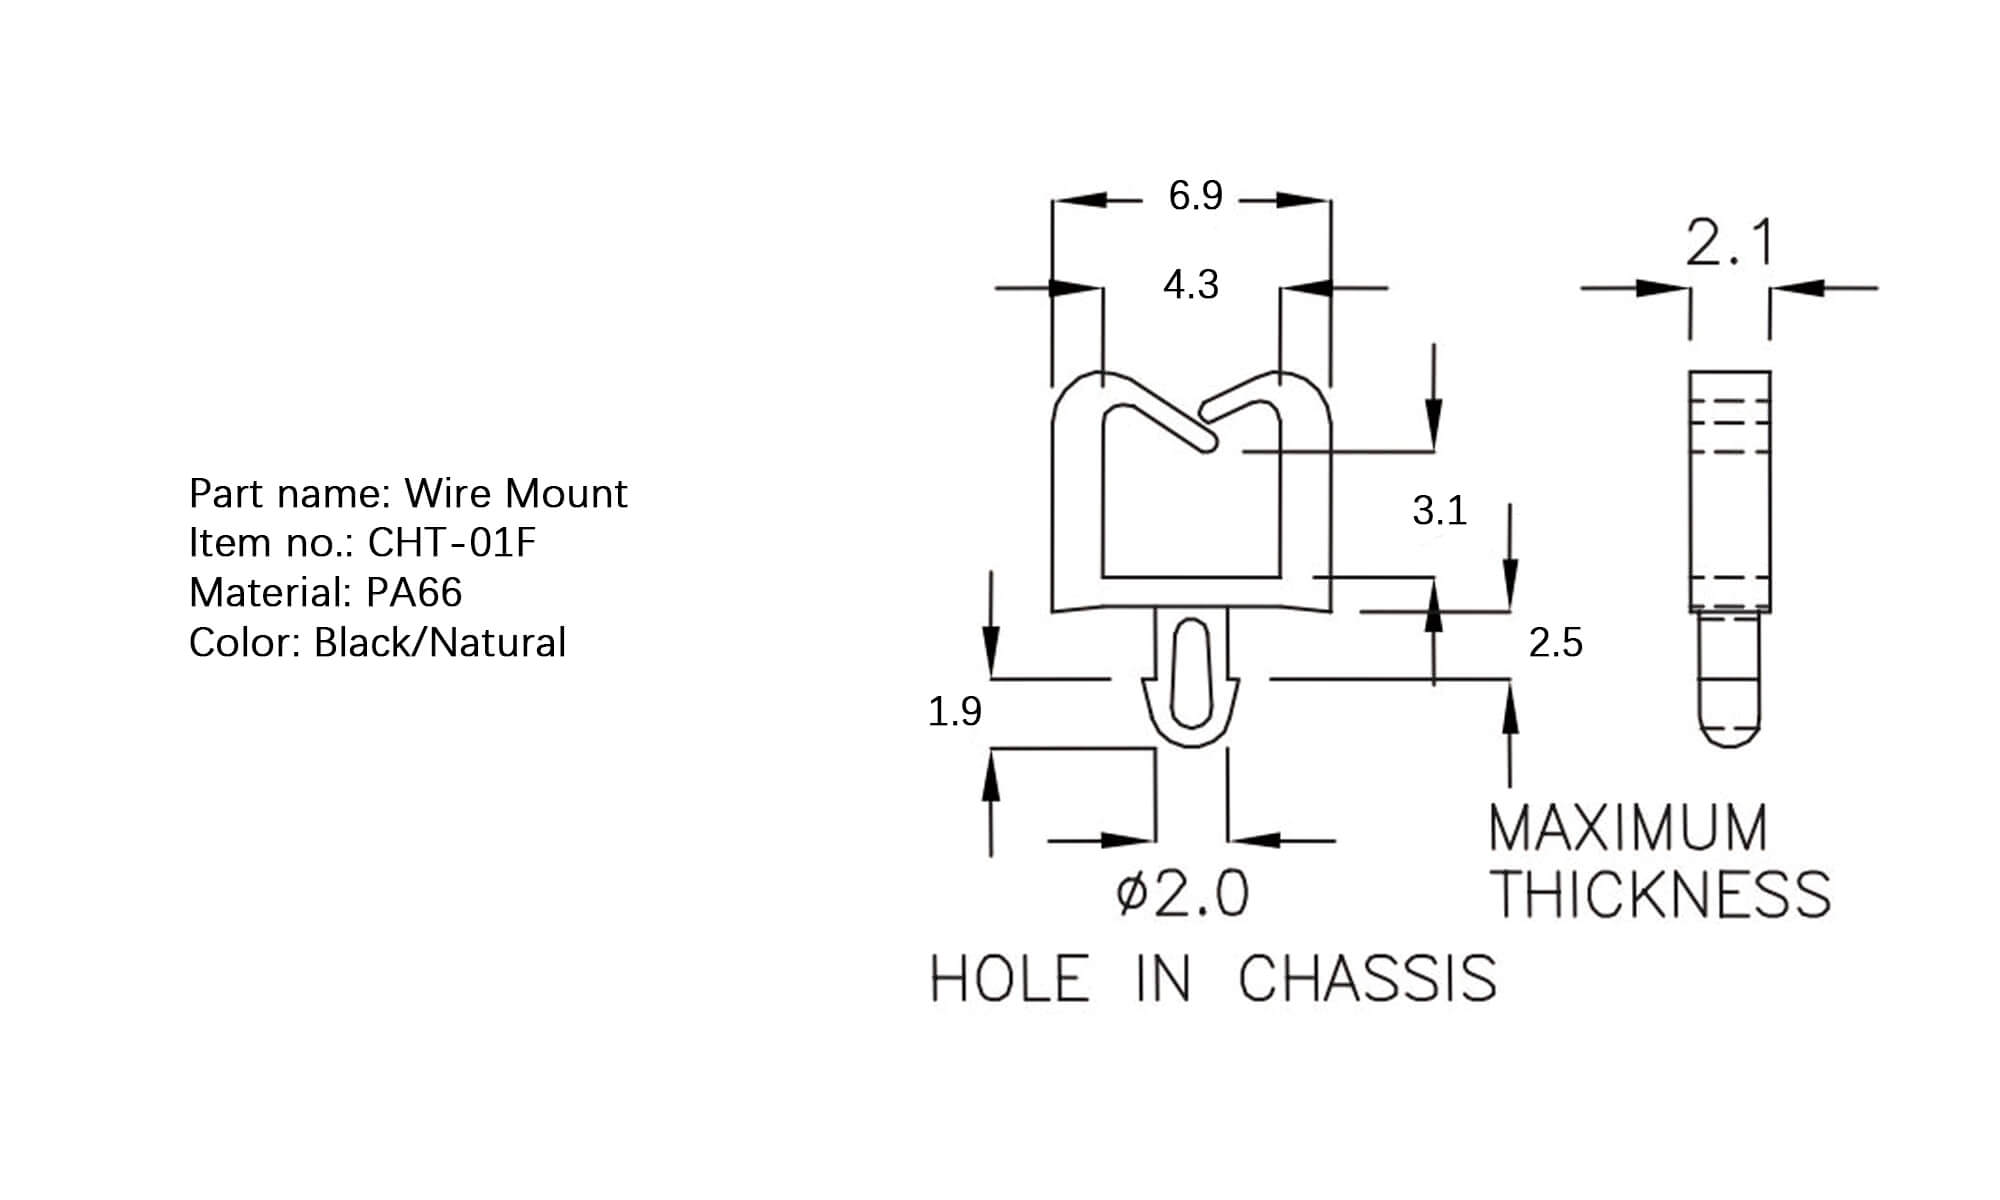 Part name: Wire Mount
Item no.: CHT-01F
Material: PA66
Color: Black/Natural
6.9
4.3
2.1
3.1
2.5
1.9
MAXIMUM
THICKNESS
ø2.0
HOLE IN CHASSIS